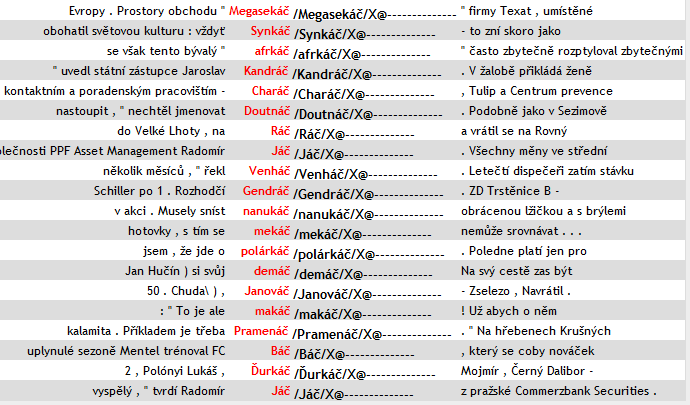 Evropy . Prostory obchodu " Megasekáč /Megasekáč/X@-------------- " firmy Texat , umístěné
obohatil světovou kulturu : vždyť Synkáč /Synkáč/X@-------------- - to zní skoro jako
se však tento bývalý " afrkáč /afrkáč/X@-------------- " často zbytečně rozptyloval zbytečnými
" uvedl státní zástupce Jaroslav Kandráč /Kandráč/X@-------------- . V žalobě přikládá ženě
kontaktním a poradenským pracovištím - Charáč /Charáč/X@-------------- , Tulip a Centrum prevence
nastoupit , " nechtěl jmenovat Doutnáč /Doutnáč/X@-------------- . Podobně jako v Sezimově
do Velké Lhoty , na Ráč /Ráč/X@-------------- a vrátil se na Rovný
olečnosti PPF Asset Management Radomír Jáč /Jáč/X@-------------- . Všechny měny ve střední
několik měsíců , " řekl Venháč /Venháč/X@-------------- . Letečtí dispečeři zatím stávku
Schiller po 1 . Rozhodčí Gendráč /Gendráč/X@-------------- . ZD Trstěnice B -
v akci . Musely sníst nanukáč /nanukáč/X@-------------- obrácenou lžičkou a s brýlemi
hotovky , s tím se mekáč /mekáč/X@-------------- nemůže srovnávat . . .
jsem , že jde o polárkáč /polárkáč/X@-------------- . Poledne platí jen pro
Jan Hučín ) si svůj demáč /demáč/X@-------------- Na svý cestě zas být
50 . Chuda\ ) , Janováč /Janováč/X@-------------- - Zselezo , Navrátil .
: " To je ale makáč /makáč/X@-------------- ! Už abych o něm
kalamita . Příkladem je třeba Pramenáč /Pramenáč/X@-------------- . " Na hřebenech Krušných
uplynulé sezoně Mentel trénoval FC Báč /Báč/X@-------------- , který se coby nováček
2 , Polónyi Lukáš , Ďurkáč /Ďurkáč/X@-------------- Mojmír , Černý Dalibor -
vyspělý , " tvrdí Radomír Jáč /Jáč/X@-------------- z pražské Commerzbank Securities .